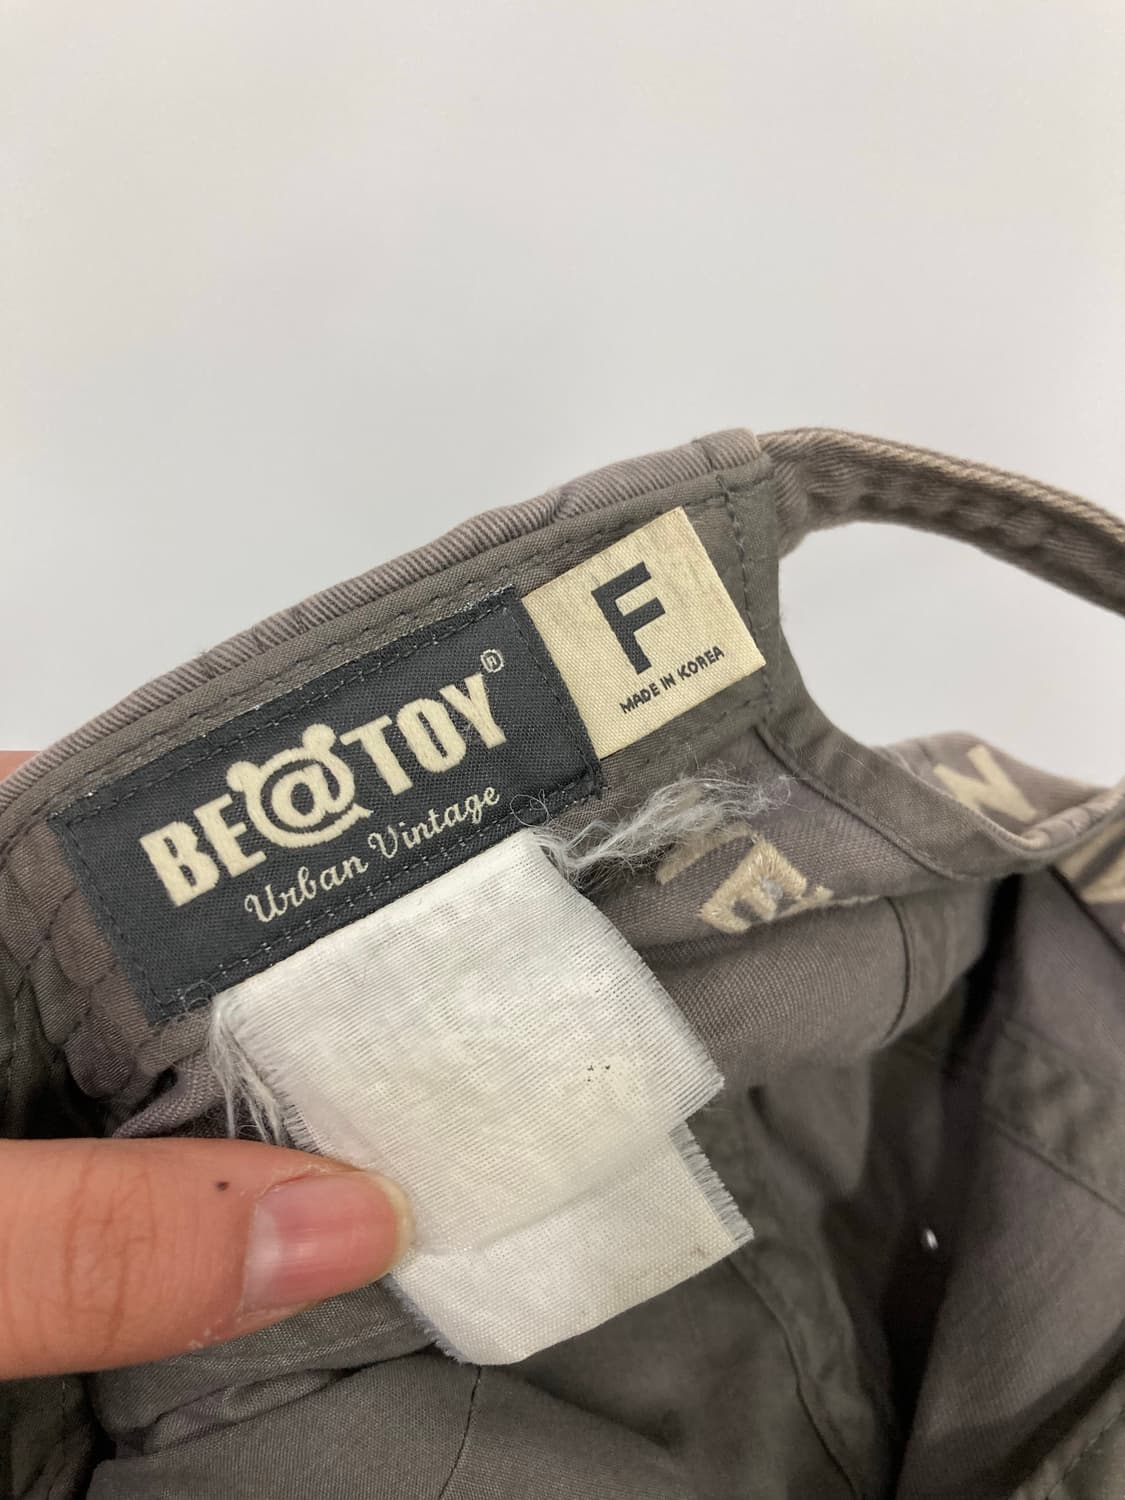 BE@TOY®
Urban Vintage
F
MADE IN KOREA
N